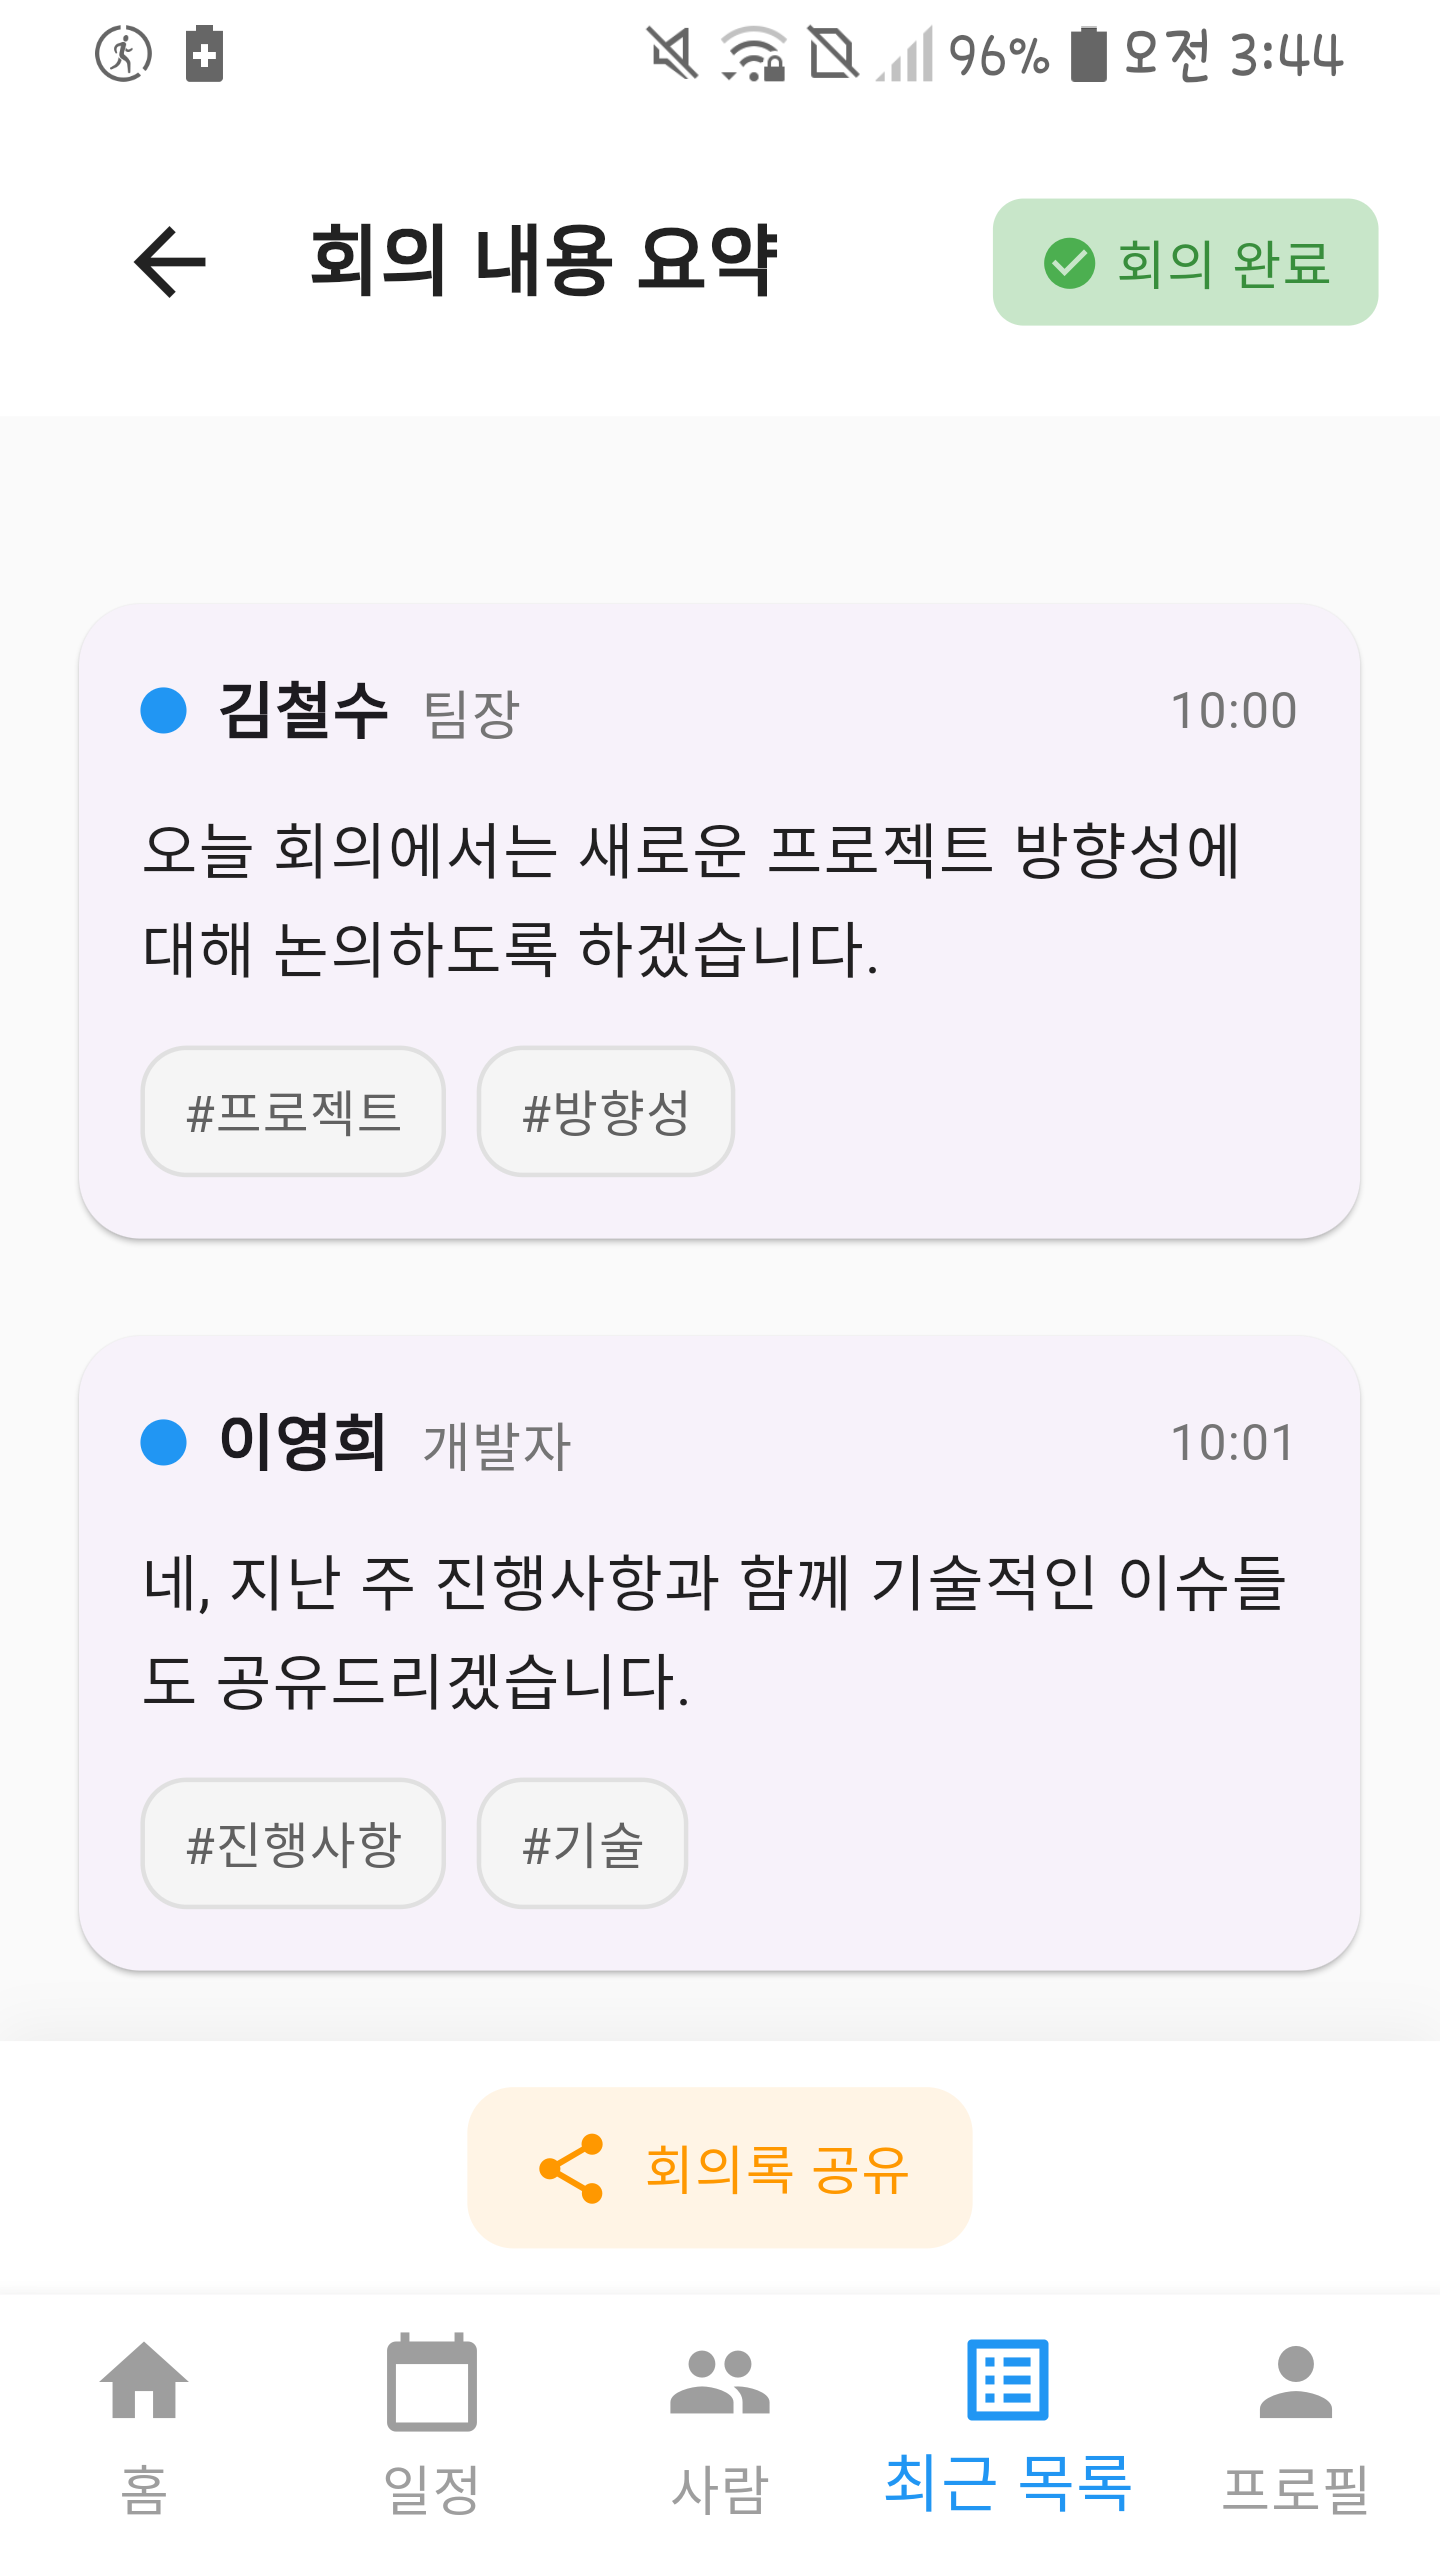 96% 오전 3:44
회의 내용 요약
회의 완료
김철수 팀장 10:00
오늘 회의에서는 새로운 프로젝트 방향성에
대해 논의하도록 하겠습니다.
#프로젝트 #방향성
이영희 개발자 10:01
네, 지난 주 진행사항과 함께 기술적인 이슈들
도 공유드리겠습니다.
#진행사항 #기술
회의록 공유
홈 일정 사람 최근 목록 프로필